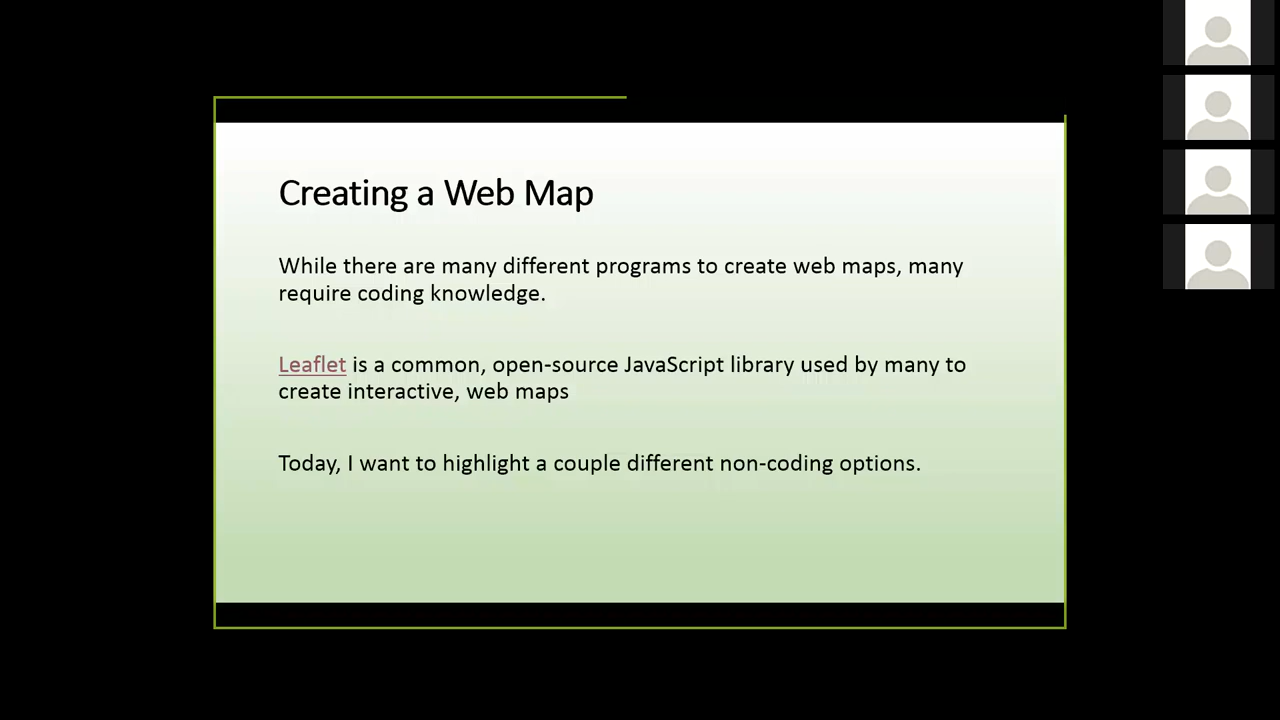 Creating a Web Map
While there are many different programs to create web maps, many
require coding knowledge.
Leaflet is a common, open-source JavaScript library used by many to
create interactive, web maps
Today, I want to highlight a couple different non-coding options.